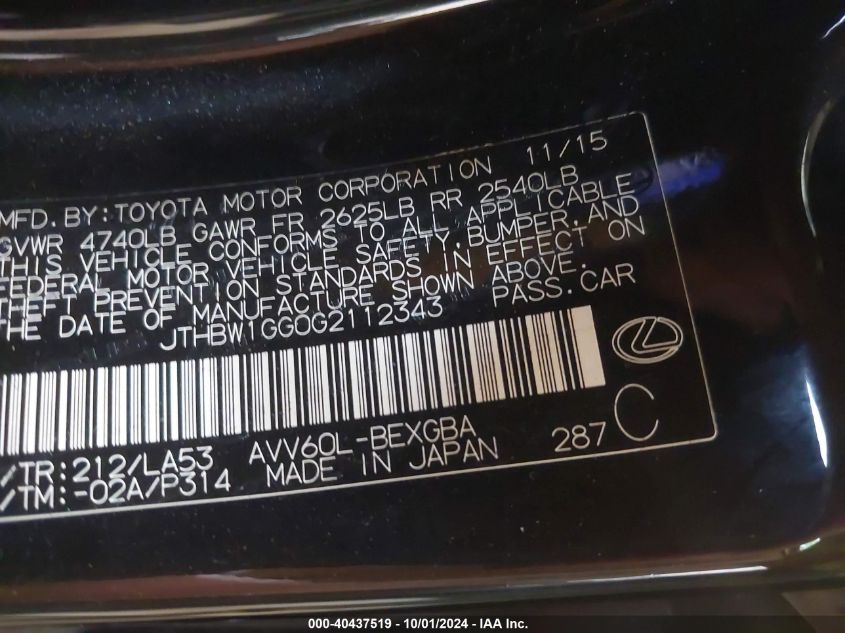 MFD. BY: TOYOTA MOTOR CORPORATION 11/15
GVWR 4740LB GAWR FR 2625LB RR 2540LB
THIS VEHICLE CONFORMS TO ALL APPLICABLE
FEDERAL MOTOR VEHICLE SAFETY, BUMPER, AND
THEFT PREVENTION STANDARDS IN EFFECT ON
THE DATE OF MANUFACTURE SHOWN ABOVE.
JTHBW1GG0G2112343 PASS. CAR
/TR: 212/LA53 AVV60L-BEXGBA 287 C
/TM: -02A/P314 MADE IN JAPAN
000-40437519 - 10/01/2024 - IAA Inc.